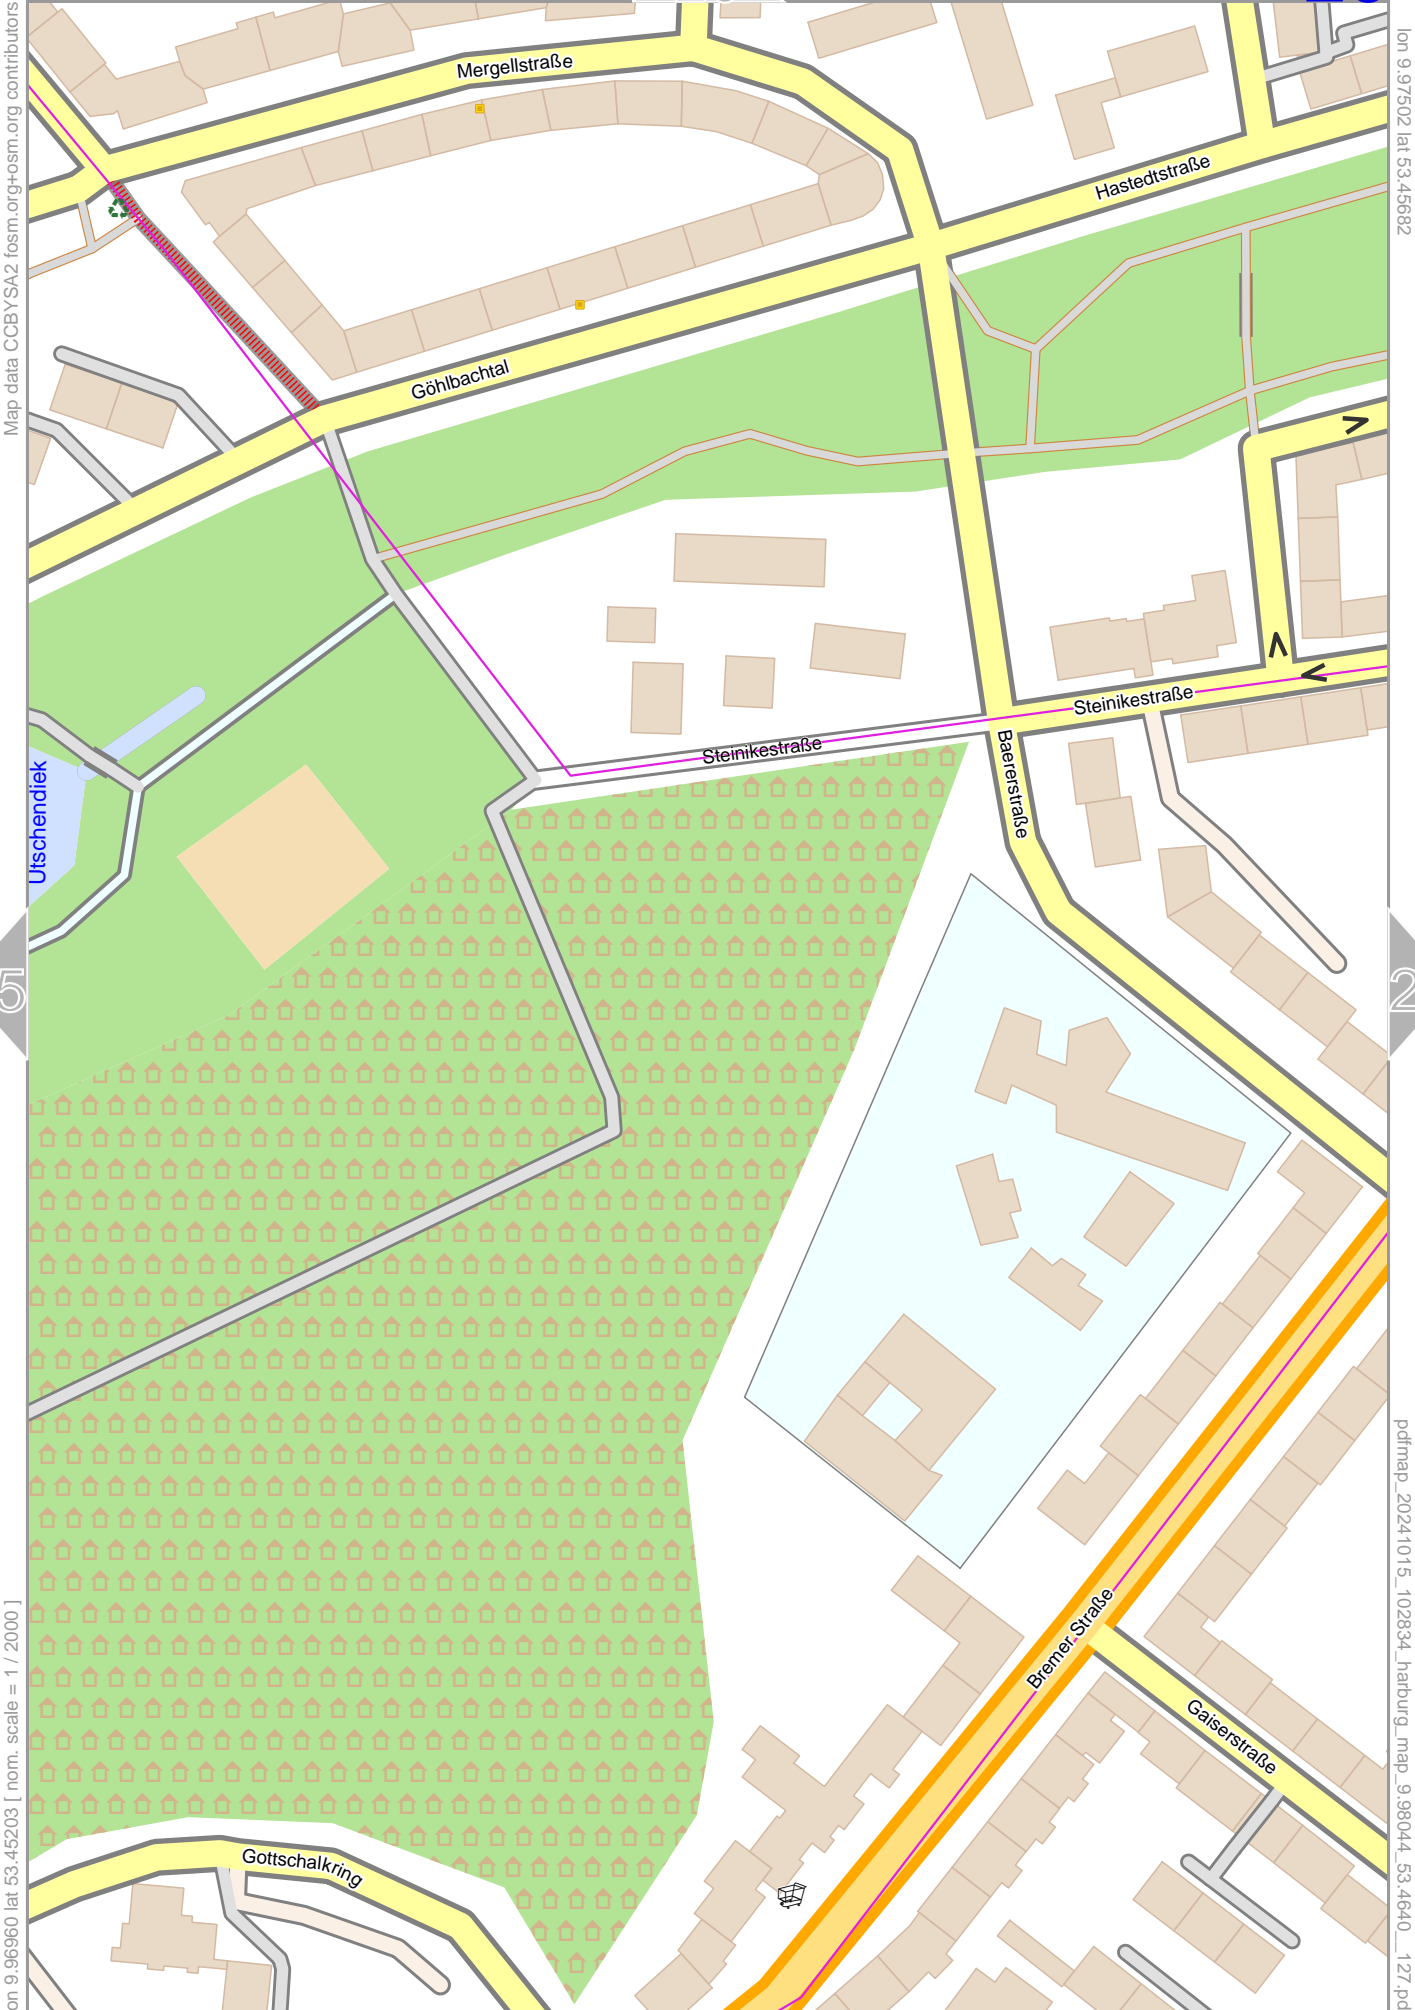 Map data CCBYSA2 fosm.org+osm.org contributors
lon 9.97502 lat 53.45682
Mergellstraße
Hastedtstraße
Göhlbachtal
Steinikestraße
Steinikestraße
Baererstraße
Utschendiek
5
2
Bremer Straße
Gaiserstraße
Gottschalkring
on 9.96960 lat 53.45203 [ nom. scale = 1 / 2000 ]
pdfmap_20241015_102834_harburg_map_9.98044_53.4640__127.pd